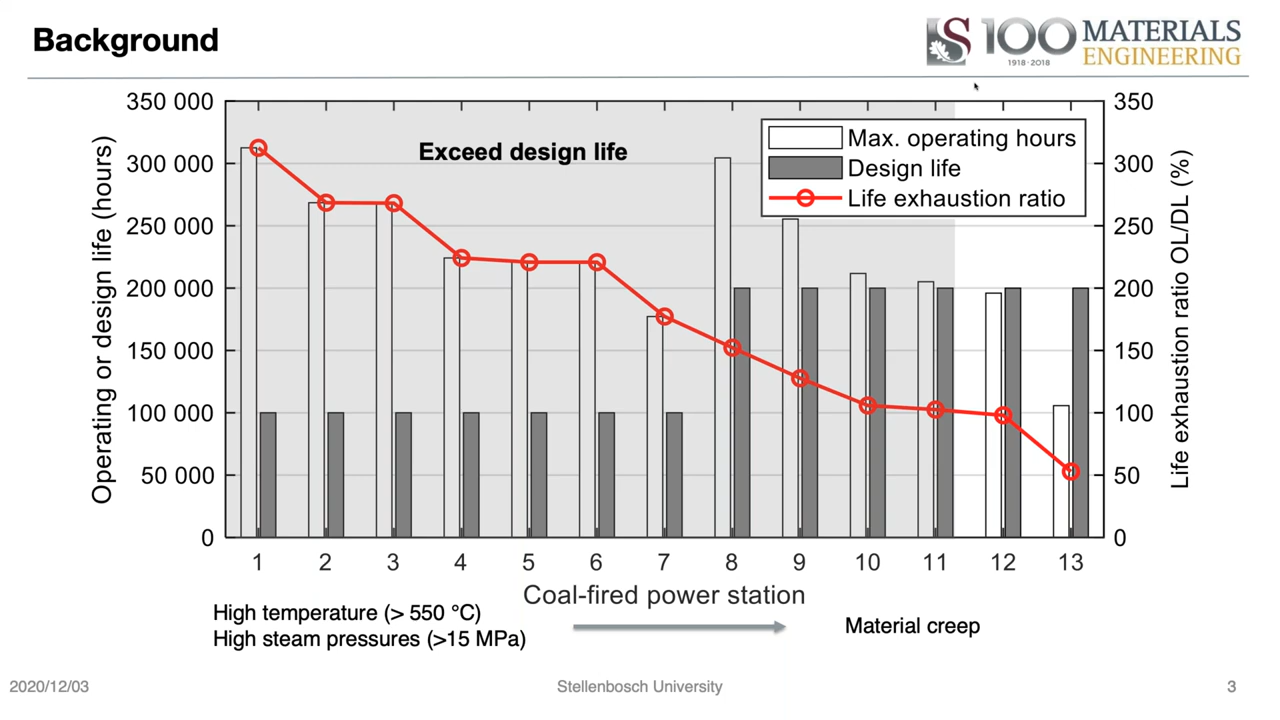 Background
S 100 MATERIALS
1918·2018 ENGINEERING
350 000
300 000
250 000
200 000
150 000
100 000
50 000
0
Operating or design life (hours)
Exceed design life
Max. operating hours
Design life
Life exhaustion ratio
350
300
250
200
150
100
50
0
Life exhaustion ratio OL/DL (%)
1 2 3 4 5 6 7 8 9 10 11 12 13
Coal-fired power station
High temperature (> 550 °C)
High steam pressures (>15 MPa)
Material creep
2020/12/03 Stellenbosch University 3